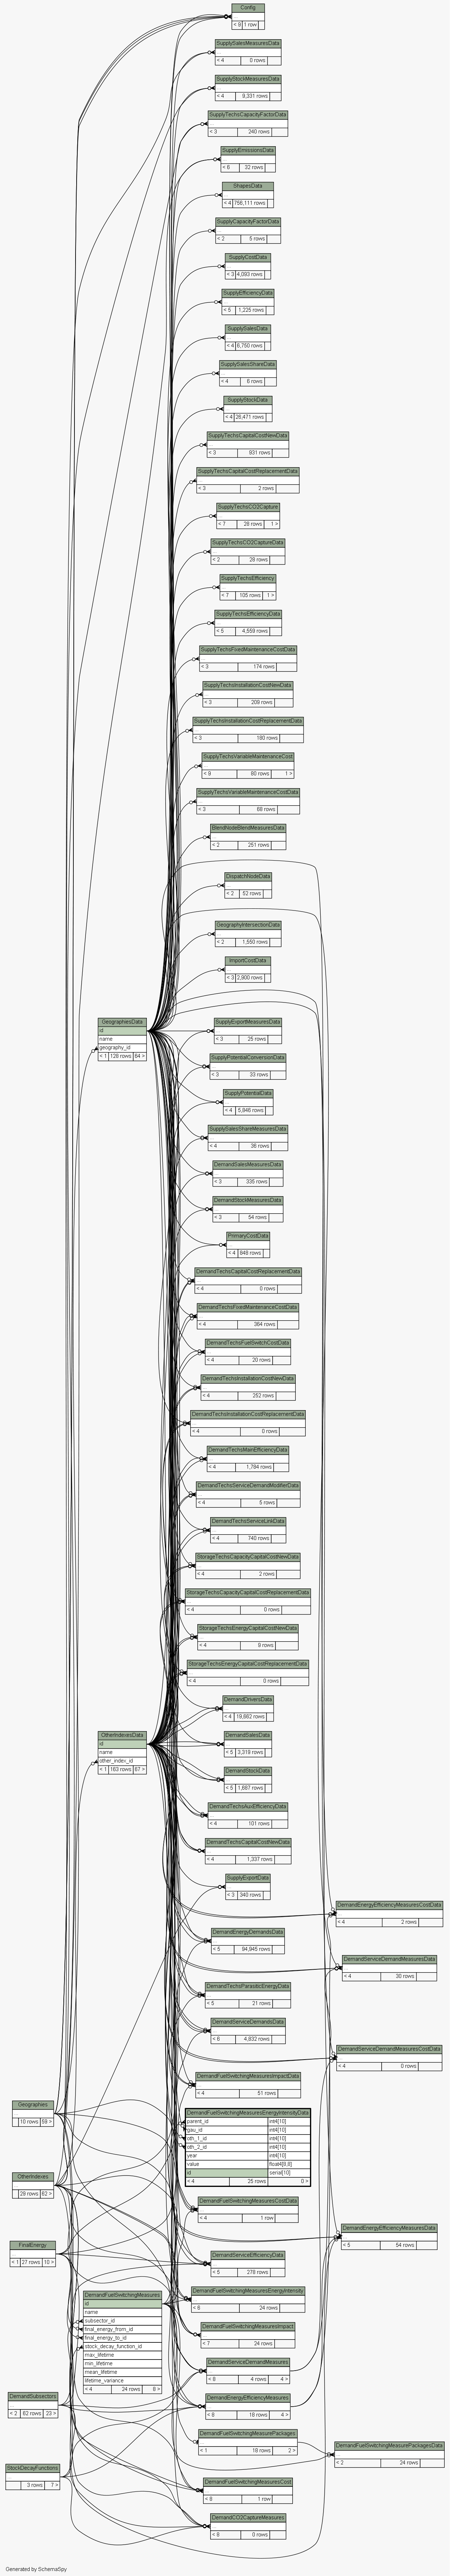 Config
< 9 1 row
SupplySalesMeasuresData
< 4 0 rows
SupplyStockMeasuresData
< 4 9,331 rows
SupplyTechsCapacityFactorData
< 3 240 rows
SupplyEmissionsData
< 6 32 rows
ShapesData
< 4 756,111 rows
SupplyCapacityFactorData
< 2 5 rows
SupplyCostData
< 3 4,093 rows
SupplyEfficiencyData
< 5 1,225 rows
SupplySalesData
< 4 6,750 rows
SupplySalesShareData
< 4 6 rows
SupplyStockData
< 4 26,471 rows
SupplyTechsCapitalCostNewData
< 3 931 rows
SupplyTechsCapitalCostReplacementData
< 3 2 rows
SupplyTechsCO2Capture
< 7 26 rows 1 >
SupplyTechsCO2CaptureData
< 2 28 rows
SupplyTechsEfficiency
< 7 105 rows 1 >
SupplyTechsEfficiencyData
< 5 4,559 rows
SupplyTechsFixedMaintenanceCostData
< 3 174 rows
SupplyTechsInstallationCostNewData
< 3 209 rows
SupplyTechsInstallationCostReplacementData
< 3 180 rows
SupplyTechsVariableMaintenanceCost
< 9 80 rows 1 >
SupplyTechsVariableMaintenanceCostData
< 3 88 rows
BlendNodeBlendMeasuresData
< 2 251 rows
DispatchNodeData
< 2 52 rows
GeographyIntersectionData
< 2 1,550 rows
ImportCostData
< 3 2,900 rows
GeographiesData
id
name
geography_id
< 1 126 rows 64 >
SupplyExportMeasuresData
< 3 25 rows
SupplyPotentialConversionData
< 3 33 rows
SupplyPotentialData
< 4 5,846 rows
SupplySalesShareMeasuresData
< 4 36 rows
DemandSalesMeasuresData
< 3 335 rows
DemandStockMeasuresData
< 3 54 rows
PrimaryCostData
< 4 848 rows
DemandTechsCapitalCostReplacementData
< 4 0 rows
DemandTechsFixedMaintenanceCostData
< 4 364 rows
DemandTechsFuelSwitchCostData
< 4 20 rows
DemandTechsInstallationCostNewData
< 4 252 rows
DemandTechsInstallationCostReplacementData
< 4 0 rows
DemandTechsMainEfficiencyData
< 4 1,794 rows
DemandTechsServiceDemandModifierData
< 4 5 rows
DemandTechsServiceLinkData
< 4 740 rows
StorageTechsCapacityCapitalCostNewData
< 4 2 rows
StorageTechsCapacityCapitalCostReplacementData
< 4 0 rows
StorageTechsEnergyCapitalCostNewData
< 4 9 rows
StorageTechsEnergyCapitalCostReplacementData
< 4 0 rows
DemandDriversData
< 4 19,662 rows
OtherIndexesData
id
name
other_index_id
< 1 163 rows 67 >
DemandSalesData
< 5 3,319 rows
DemandStockData
< 5 1,667 rows
DemandTechsAuxEfficiencyData
< 4 101 rows
DemandTechsCapitalCostNewData
< 4 1,337 rows
SupplyExportData
< 3 340 rows
DemandEnergyEfficiencyMeasuresCostData
< 4 2 rows
DemandEnergyDemandsData
< 5 94,945 rows
DemandServiceDemandMeasuresData
< 4 30 rows
DemandTechsParasiticEnergyData
< 5 21 rows
DemandServiceDemandsData
< 6 4,832 rows
DemandServiceDemandMeasuresCostData
< 4 0 rows
DemandFuelSwitchingMeasuresImpactData
< 4 51 rows
Geographies
10 rows 59 >
DemandFuelSwitchingMeasuresEnergyIntensityData
parent_id int4[10]
gau_id int4[10]
oth_1_id int4[10]
oth_2_id int4[10]
year int4[10]
value float4[8,8]
id serial[10]
< 4 25 rows 0 >
OtherIndexes
29 rows 62 >
DemandFuelSwitchingMeasuresCostData
< 4 1 row
DemandEnergyEfficiencyMeasuresData
< 5 54 rows
FinalEnergy
< 1 27 rows 10 >
DemandServiceEfficiencyData
< 5 278 rows
DemandFuelSwitchingMeasures
id
name
subsector_id
final_energy_from_id
final_energy_to_id
stock_decay_function_id
max_lifetime
min_lifetime
mean_lifetime
lifetime_variance
< 4 24 rows 8 >
DemandFuelSwitchingMeasuresEnergyIntensity
< 6 24 rows
DemandFuelSwitchingMeasuresImpact
< 7 24 rows
DemandServiceDemandMeasures
< 8 4 rows 4 >
DemandSubsectors
< 2 62 rows 23 >
DemandEnergyEfficiencyMeasures
< 8 18 rows 4 >
DemandFuelSwitchingMeasurePackages
< 1 18 rows 2 >
DemandFuelSwitchingMeasurePackagesData
< 2 24 rows
StockDecayFunctions
3 rows 7 >
DemandFuelSwitchingMeasuresCost
< 8 1 row
DemandCO2CaptureMeasures
< 8 0 rows
Generated by SchemaSpy